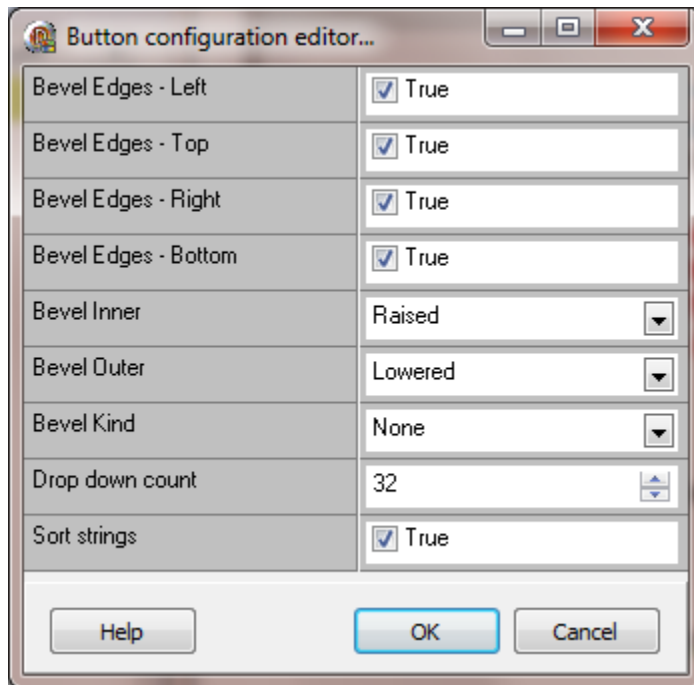 Button configuration editor...
Bevel Edges - Left True
Bevel Edges - Top True
Bevel Edges - Right True
Bevel Edges - Bottom True
Bevel Inner Raised
Bevel Outer Lowered
Bevel Kind None
Drop down count 32
Sort strings True
Help OK Cancel